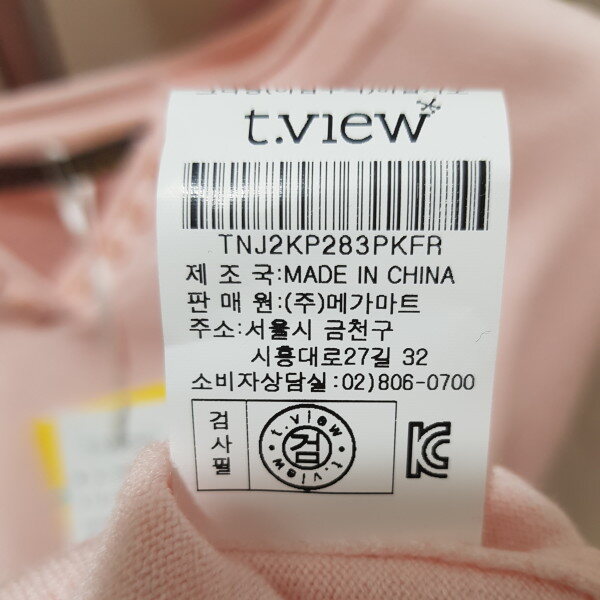 t.view
TNJ2KP283PKFR
제 조 국:MADE IN CHINA
판 매 원:(주)메가마트
주소:서울시 금천구
시흥대로27길 32
소비자상담실:02)806-0700
검사필
t.view
검
t.view